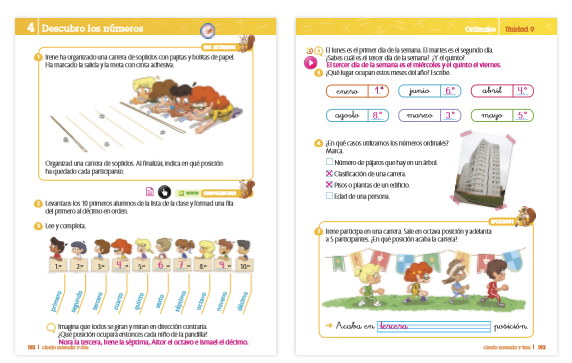 4 Descubro los números
Irene ha organizado una carrera de soplidos con pajitas y bolitas de papel.
Ha marcado la salida y la meta con cinta adhesiva.
Organizad una carrera de soplidos. Al finalizar, indica en qué posición
ha quedado cada participante.
www
2 Levantaos los 10 primeros alumnos de la lista de la clase y formad una fila
del primero al décimo en orden.
3 Lee y completa.
1.º 2.º 3.º 4.º 5.º 6.º 7.º 8.º 9.º 10.º
primero segundo tercero cuarto quinto sexto séptimo octavo noveno décimo
Imagina que todos se giran y miran en dirección contraria.
¿Qué posición ocupará entonces cada niño de la pandilla?
Nora la tercera, Irene la séptima, Aitor el octavo e Ismael el décimo.
192 ciento noventa y dos
Ordinales Unidad 9
4 El lunes es el primer día de la semana. El martes es el segundo día.
¿Sabes cuál es el tercer día de la semana? ¿Y el quinto?
El tercer día de la semana es el miércoles y el quinto el viernes.
5 ¿Qué lugar ocupan estos meses del año? Escribe.
enero 1.º junio 6.º abril 4.º
agosto 8.º marzo 3.º mayo 5.º
6 ¿En qué casos utilizamos los números ordinales?
Marca.
Número de pájaros que hay en un árbol.
Clasificación de una carrera.
Pisos o plantas de un edificio.
Edad de una persona.
7 Irene participa en una carrera. Sale en octava posición y adelanta
a 5 participantes. ¿En qué posición acaba la carrera?
Acaba en tercera posición.
ciento noventa y tres 193